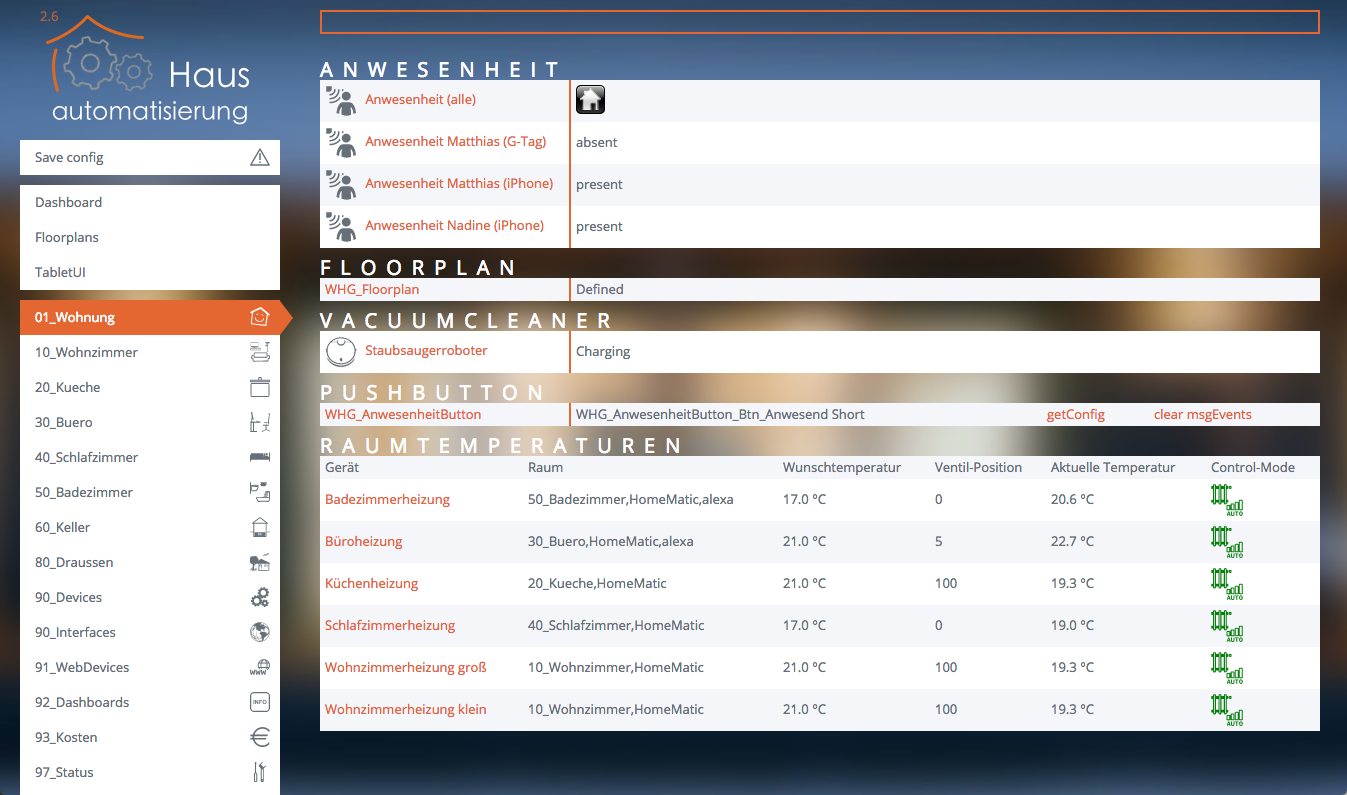 2.6
Haus
automatisierung
Save config
Dashboard
Floorplans
TabletUI
01_Wohnung
10_Wohnzimmer
20_Kueche
30_Buero
40_Schlafzimmer
50_Badezimmer
60_Keller
80_Draussen
90_Devices
90_Interfaces
91_WebDevices
WWW
92_Dashboards
INFO
93_Kosten
97_Status
ANWESENHEIT
Anwesenheit (alle)
Anwesenheit Matthias (G-Tag) absent
Anwesenheit Matthias (iPhone) present
Anwesenheit Nadine (iPhone) present
FLOORPLAN
WHG_Floorplan Defined
VACUUMCLEANER
Staubsaugerroboter Charging
PUSHBUTTON
WHG_AnwesenheitButton WHG_AnwesenheitButton_Btn_Anwesend Short getConfig clear msgEvents
RAUMTEMPERATUREN
Gerät Raum Wunschtemperatur Ventil-Position Aktuelle Temperatur Control-Mode
Badezimmerheizung 50_Badezimmer,HomeMatic,alexa 17.0 °C 0 20.6 °C AUTO
Büroheizung 30_Buero,HomeMatic,alexa 21.0 °C 5 22.7 °C AUTO
Küchenheizung 20_Kueche,HomeMatic 21.0 °C 100 19.3 °C AUTO
Schlafzimmerheizung 40_Schlafzimmer,HomeMatic 17.0 °C 0 19.0 °C AUTO
Wohnzimmerheizung groß 10_Wohnzimmer,HomeMatic 21.0 °C 100 19.3 °C AUTO
Wohnzimmerheizung klein 10_Wohnzimmer,HomeMatic 21.0 °C 100 19.3 °C AUTO